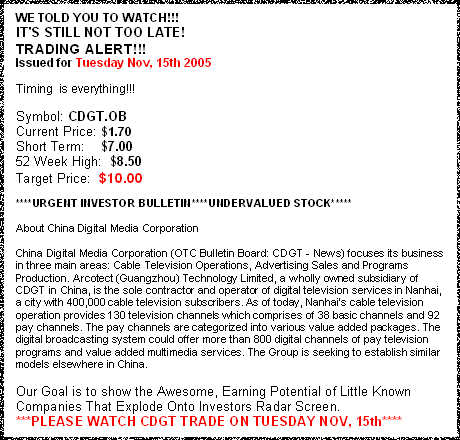 WE TOLD YOU TO WATCH!!!
IT'S STILL NOT TOO LATE!
TRADING ALERT!!!
Issued for Tuesday Nov, 15th 2005
Timing is everything!!!
Symbol: CDGT.OB
Current Price: $1.70
Short Term: $7.00
52 Week High: $8.50
Target Price: $10.00
****URGENT INVESTOR BULLETIN****UNDERVALUED STOCK*****
About China Digital Media Corporation
China Digital Media Corporation (OTC Bulletin Board: CDGT - News) focuses its business
in three main areas: Cable Television Operations, Advertising Sales and Programs
Production. Arcotect (Guangzhou) Technology Limited, a wholly owned subsidiary of
CDGT in China, is the sole contractor and operator of digital television services in Nanhai,
a city with 400,000 cable television subscribers. As of today, Nanhai's cable television
operation provides 130 television channels which comprises of 38 basic channels and 92
pay channels. The pay channels are categorized into various value added packages. The
digital broadcasting system could offer more than 800 digital channels of pay television
programs and value added multimedia services. The Group is seeking to establish similar
models elsewhere in China.
Our Goal is to show the Awesome, Earning Potential of Little Known
Companies That Explode Onto Investors Radar Screen.
***PLEASE WATCH CDGT TRADE ON TUESDAY NOV, 15th****